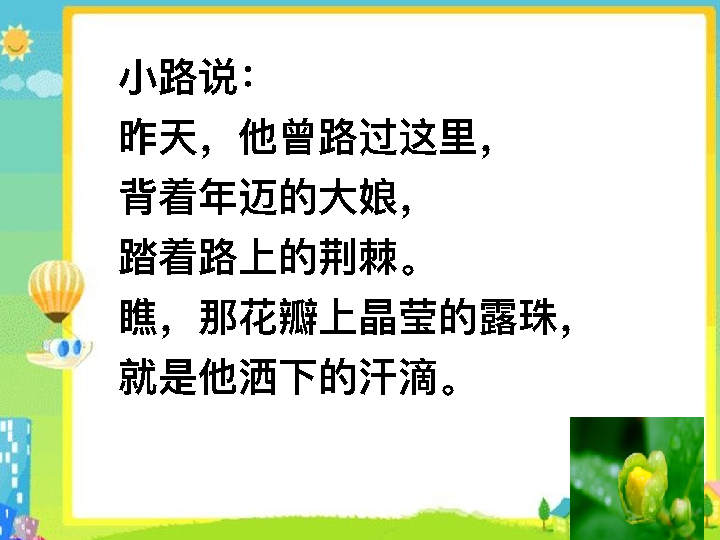 小路说：
昨天，他曾路过这里，
背着年迈的大娘，
踏着路上的荆棘。
瞧，那花瓣上晶莹的露珠，
就是他洒下的汗滴。